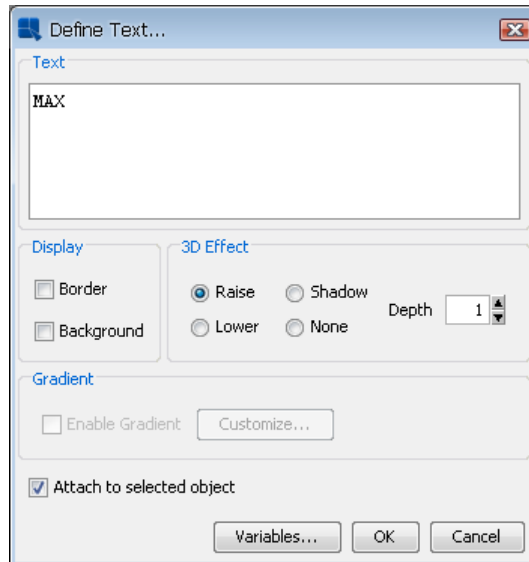 Define Text...
Text
MAX
Display
Border
Background
3D Effect
Raise
Shadow
Lower
None
Depth
1
Gradient
Enable Gradient
Customize...
Attach to selected object
Variables...
OK
Cancel